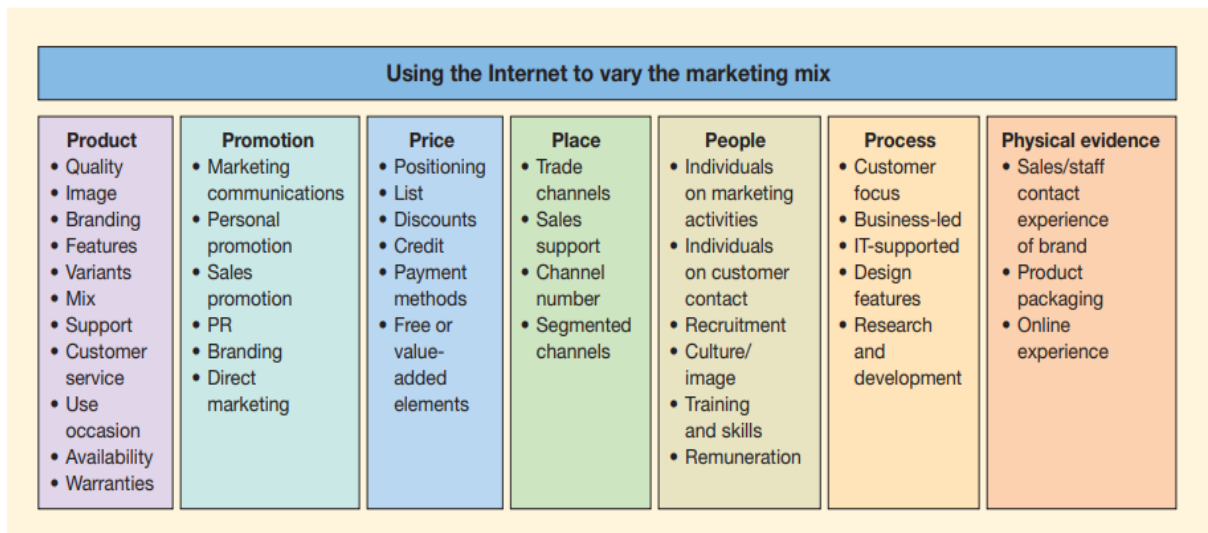 Using the Internet to vary the marketing mix
Product
• Quality
• Image
• Branding
• Features
• Variants
• Mix
• Support
• Customer
service
• Use
occasion
• Availability
• Warranties
Promotion
• Marketing
communications
• Personal
promotion
• Sales
promotion
• PR
• Branding
• Direct
marketing
Price
• Positioning
• List
• Discounts
• Credit
• Payment
methods
• Free or
value-
added
elements
Place
• Trade
channels
• Sales
support
• Channel
number
• Segmented
channels
People
• Individuals
on marketing
activities
• Individuals
on customer
contact
• Recruitment
• Culture/
image
• Training
and skills
• Remuneration
Process
• Customer
focus
• Business-led
• IT-supported
• Design
features
• Research
and
development
Physical evidence
• Sales/staff
contact
experience
of brand
• Product
packaging
• Online
experience